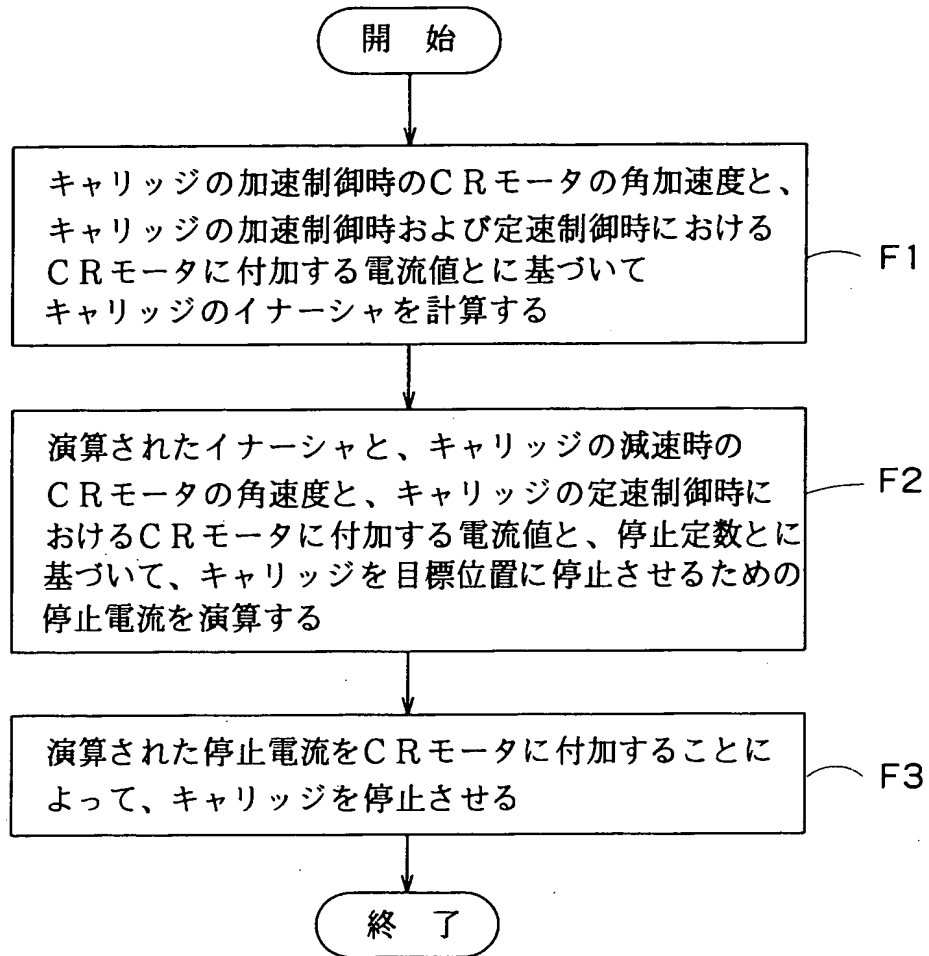 開 始
キャリッジの加速制御時のCRモータの角加速度と、
キャリッジの加速制御時および定速制御時における
CRモータに付加する電流値とに基づいて
キャリッジのイナーシャを計算する
F1
演算されたイナーシャと、キャリッジの減速時の
CRモータの角速度と、キャリッジの定速制御時に
おけるCRモータに付加する電流値と、停止定数とに
基づいて、キャリッジを目標位置に停止させるための
停止電流を演算する
F2
演算された停止電流をCRモータに付加することに
よって、キャリッジを停止させる
F3
終 了